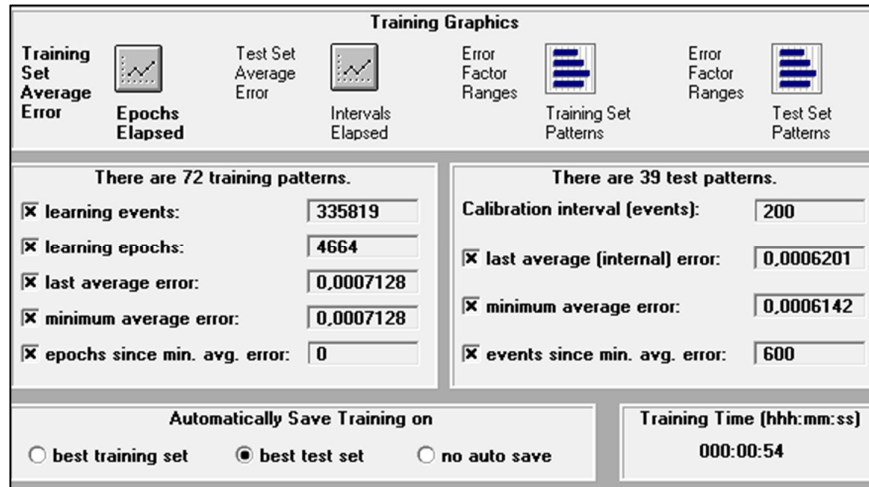 Training Graphics
Training
Set
Average
Error
Epochs
Elapsed
Test Set
Average
Error
Intervals
Elapsed
Error
Factor
Ranges
Training Set
Patterns
Error
Factor
Ranges
Test Set
Patterns
There are 72 training patterns.
learning events: 335819
learning epochs: 4664
last average error: 0,0007128
minimum average error: 0,0007128
epochs since min. avg. error: 0
There are 39 test patterns.
Calibration interval (events): 200
last average (internal) error: 0,0006201
minimum average error: 0,0006142
events since min. avg. error: 600
Automatically Save Training on
best training set best test set no auto save
Training Time (hhh:mm:ss)
000:00:54